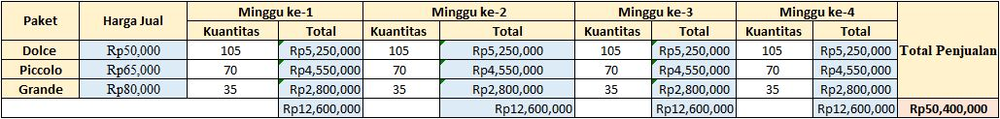 Paket Harga Jual Minggu ke-1 Minggu ke-2 Minggu ke-3 Minggu ke-4 Total Penjualan
Kuantitas Total Kuantitas Total Kuantitas Total Kuantitas Total
Dolce Rp50,000 105 Rp5,250,000 105 Rp5,250,000 105 Rp5,250,000 105 Rp5,250,000
Piccolo Rp65,000 70 Rp4,550,000 70 Rp4,550,000 70 Rp4,550,000 70 Rp4,550,000
Grande Rp80,000 35 Rp2,800,000 35 Rp2,800,000 35 Rp2,800,000 35 Rp2,800,000
Rp12,600,000 Rp12,600,000 Rp12,600,000 Rp12,600,000 Rp50,400,000